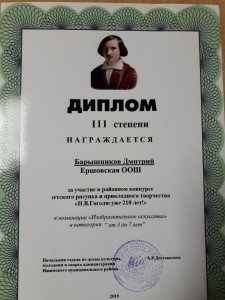 ДИПЛОМ
III степени
НАГРАЖДАЕТСЯ
Барышников Дмитрий
Ершовская ООШ
за участие в районном конкурсе
детского рисунка и прикладного творчества
«Н.В.Гоголю уже 210 лет!»
в номинации «Изобразительное искусство»
в категории "от 5 до 7 лет"
Начальник отдела по делам культуры,
молодежи и спорта администрации
муниципального района
2019